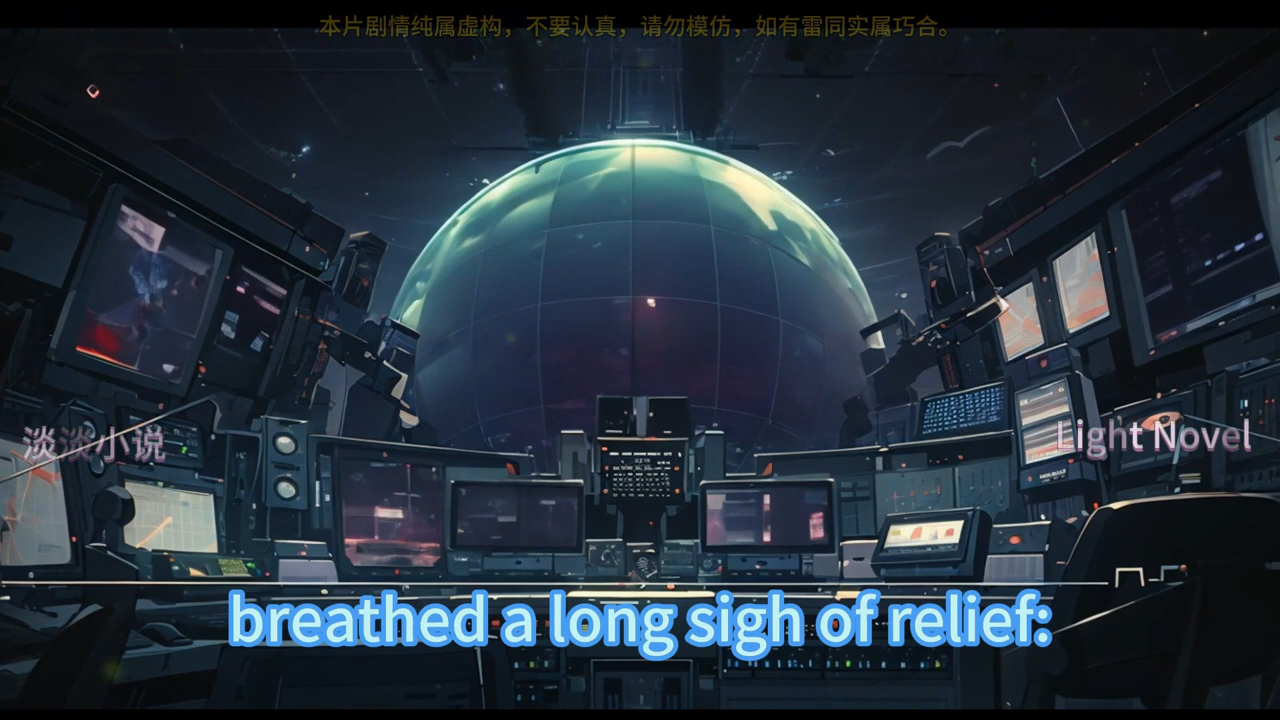 本片剧情纯属虚构，不要认真，请勿模仿，如有雷同实属巧合。
淡淡小说
Light Novel
breathed a long sigh of relief: